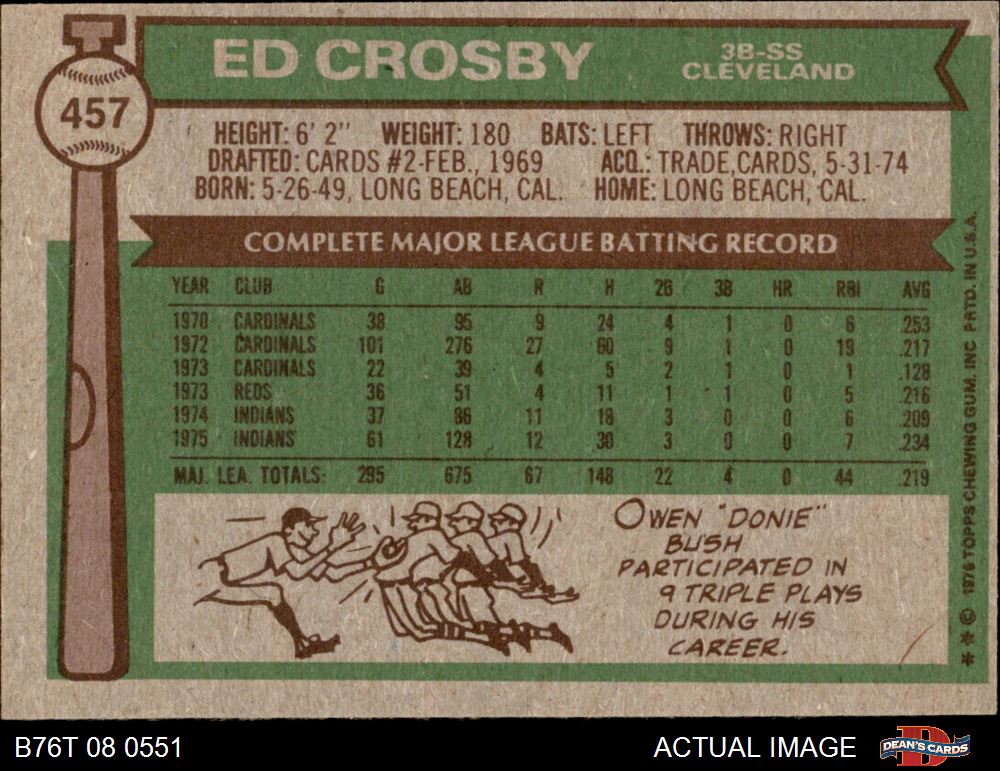 ED CROSBY
3B-SS
CLEVELAND
457
HEIGHT: 6' 2" WEIGHT: 180 BATS: LEFT THROWS: RIGHT
DRAFTED: CARDS #2-FEB., 1969 ACQ.: TRADE,CARDS, 5-31-74
BORN: 5-26-49, LONG BEACH, CAL. HOME: LONG BEACH, CAL.
COMPLETE MAJOR LEAGUE BATTING RECORD
YEAR CLUB G AB R H 2B 3B HR RBI AVG
1970 CARDINALS 38 95 9 24 4 1 0 6 .253
1972 CARDINALS 101 276 27 60 9 1 0 19 .217
1973 CARDINALS 22 39 4 5 2 1 0 1 .128
1973 REDS 36 51 4 11 1 1 0 5 .216
1974 INDIANS 37 86 11 18 3 0 0 6 .209
1975 INDIANS 61 128 12 30 3 0 0 7 .234
MAJ. LEA. TOTALS: 295 675 67 148 22 4 0 44 .219
OWEN "DONIE"
BUSH
PARTICIPATED IN
9 TRIPLE PLAYS
DURING HIS
CAREER.
** © 1976 TOPPS CHEWING GUM, INC PRTD. IN U.S.A.
B76T 08 0551
ACTUAL IMAGE
DEAN'S CARDS